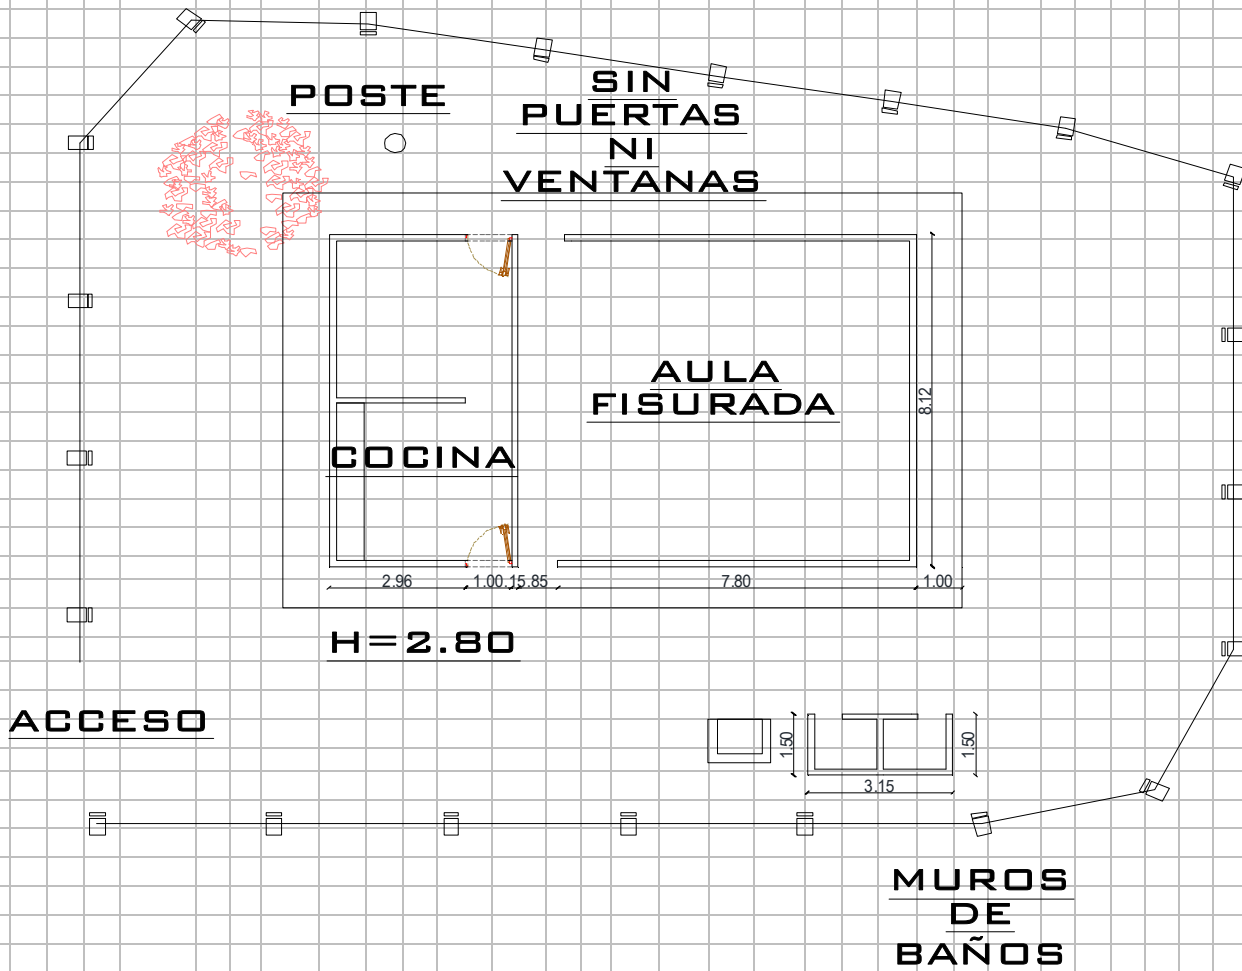 POSTE
SIN
PUERTAS
NI
VENTANAS
AULA
FISURADA
8.12
COCINA
2.96
1.00
.15
.85
7.80
1.00
H=2.80
ACCESO
1.50
1.50
3.15
MUROS
DE
BAÑOS